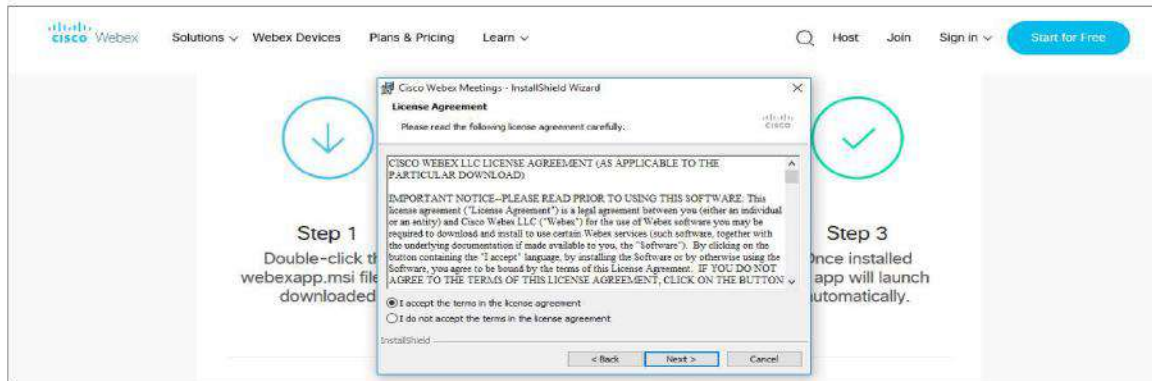 CISCO Webex Solutions Webex Devices Plans & Pricing Learn Host Join Sign in Start for Free
Cisco Webex Meetings - InstallShield Wizard
License Agreement
Please read the following license agreement carefully.
CISCO
CISCO WEBEX LLC LICENSE AGREEMENT (AS APPLICABLE TO THE
PARTICULAR DOWNLOAD)
IMPORTANT NOTICE--PLEASE READ PRIOR TO USING THIS SOFTWARE: This
license agreement ("License Agreement") is a legal agreement between you (either an individual
or an entity) and Cisco Webex LLC ("Webex") for the use of Webex software you may be
required to download and install to use certain Webex services (such software, together with
the underlying documentation if made available to you, the "Software"). By clicking on the
button containing the "I accept" language, by installing the Software or by otherwise using the
Software, you agree to be bound by the terms of this License Agreement. IF YOU DO NOT
AGREE TO THE TERMS OF THIS LICENSE AGREEMENT, CLICK ON THE BUTTON
I accept the terms in the license agreement
I do not accept the terms in the license agreement
InstallShield
< Back Next > Cancel
Step 1
Double-click th
webexapp.msi file
downloaded
Step 3
Once installed
app will launch
automatically.